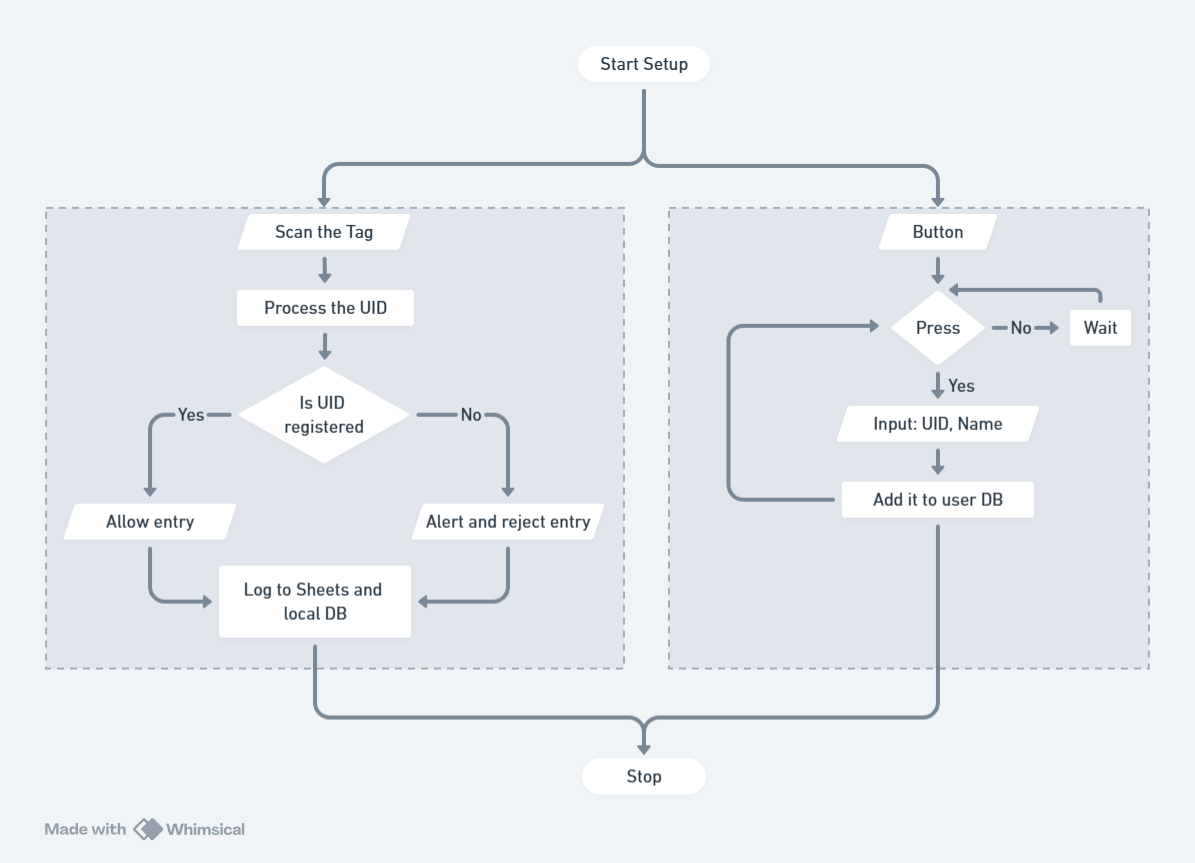 Start Setup
Scan the Tag
Process the UID
Is UID
registered
Yes
No
Allow entry
Alert and reject entry
Log to Sheets and
local DB
Button
Press
No
Wait
Yes
Input: UID, Name
Add it to user DB
Stop
Made with Whimsical